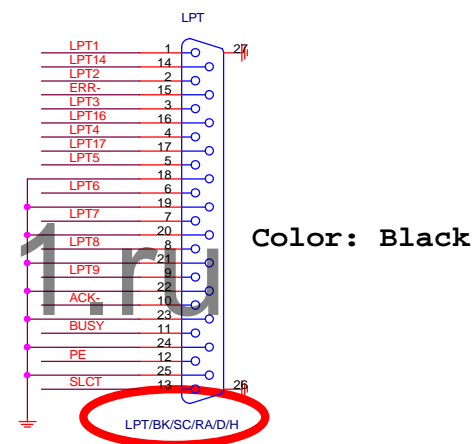 LPT
LPT1 1 27
LPT14 14
LPT2 2
ERR- 15
LPT3 3
LPT16 16
LPT4 4
LPT17 17
LPT5 5
18
LPT6 6
19
LPT7 7
20
LPT8 8
21
LPT9 9
22
ACK- 10
23
BUSY 11
24
PE 12
25
SLCT 13 26
Color: Black
1.ru
LPT/BK/SC/RA/D/H